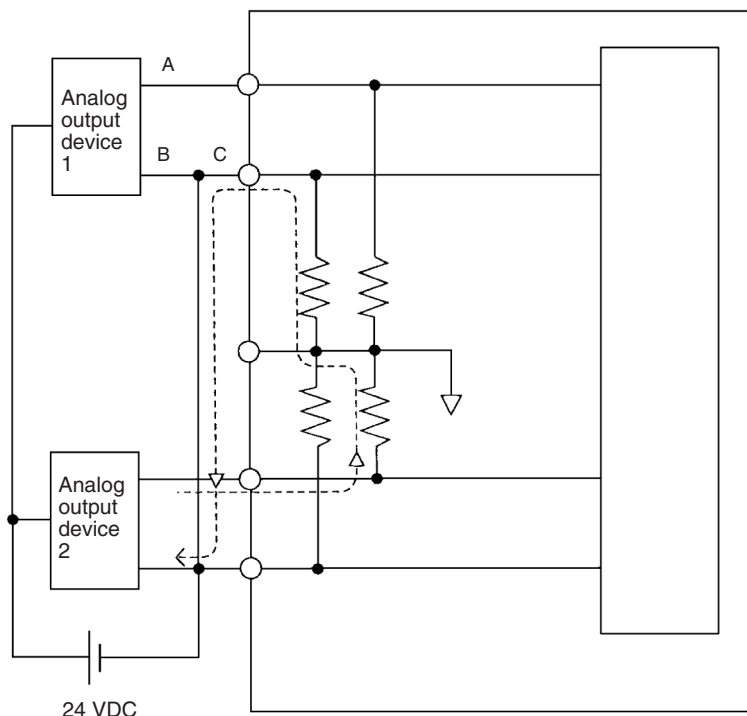 A
Analog
output
device
1
B C
Analog
output
device
2
24 VDC